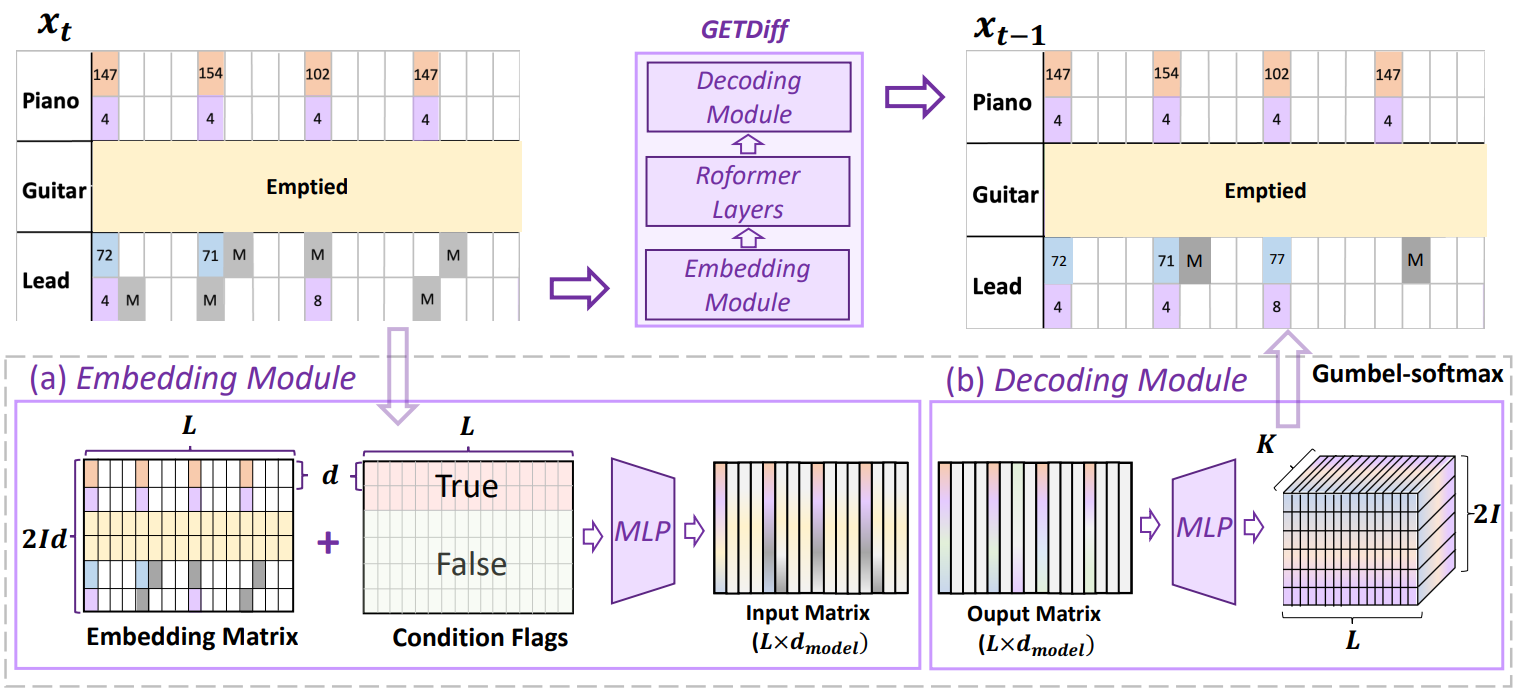 x_t
Piano
147 154 102 147
4 4 4 4
Guitar
Emptied
Lead
72 71 M M M
4 M M 8 M
GETDiff
Decoding
Module
Roformer
Layers
Embedding
Module
x_{t-1}
Piano
147 154 102 147
4 4 4 4
Guitar
Emptied
Lead
72 71 M 77 M
4 4 8
(a) Embedding Module
L
2Id
d
+
L
True
False
MLP
Embedding Matrix
Condition Flags
Input Matrix
(L×d_{model})
(b) Decoding Module
Gumbel-softmax
Ouput Matrix
(L×d_{model})
MLP
K
2I
L